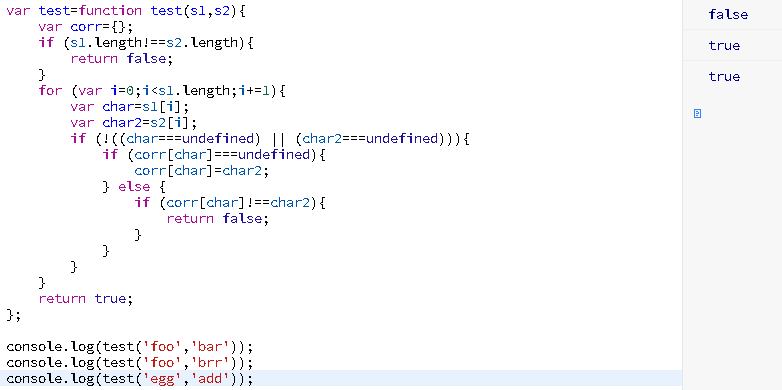 var test=function test(s1,s2){
    var corr={};
    if (s1.length!==s2.length){
        return false;
    }
    for (var i=0;i<s1.length;i+=1){
        var char=s1[i];
        var char2=s2[i];
        if (!((char===undefined) || (char2===undefined))){
            if (corr[char]===undefined){
                corr[char]=char2;
            } else {
                if (corr[char]!==char2){
                    return false;
                }
            }
        }
    }
    return true;
};

console.log(test('foo','bar'));
console.log(test('foo','brr'));
console.log(test('egg','add'));
false
true
true